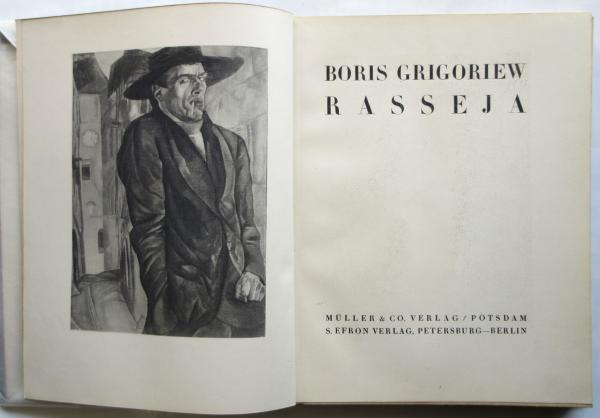 BORIS GRIGORIEW
RASSEJA
MÜLLER & CO. VERLAG / POTSDAM
S. EFRON VERLAG, PETERSBURG—BERLIN